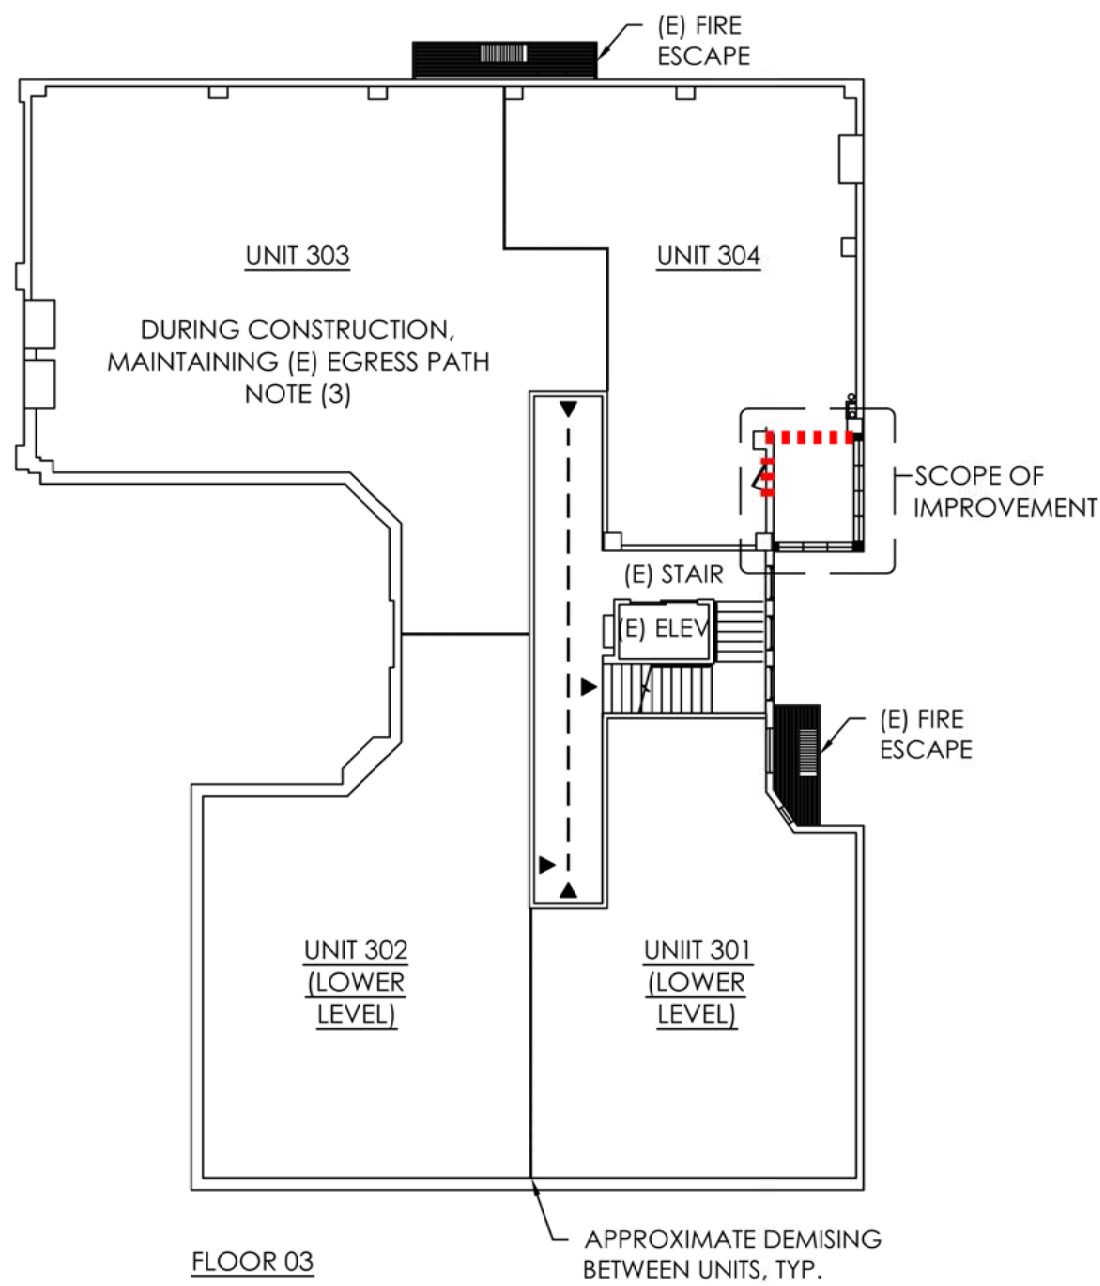 (E) FIRE
ESCAPE
UNIT 303
UNIT 304
DURING CONSTRUCTION,
MAINTAINING (E) EGRESS PATH
NOTE (3)
SCOPE OF
IMPROVEMENT
(E) STAIR
(E) ELEV
(E) FIRE
ESCAPE
UNIT 302
(LOWER
LEVEL)
UNIIT 301
(LOWER
LEVEL)
APPROXIMATE DEMISING
BETWEEN UNITS, TYP.
FLOOR 03